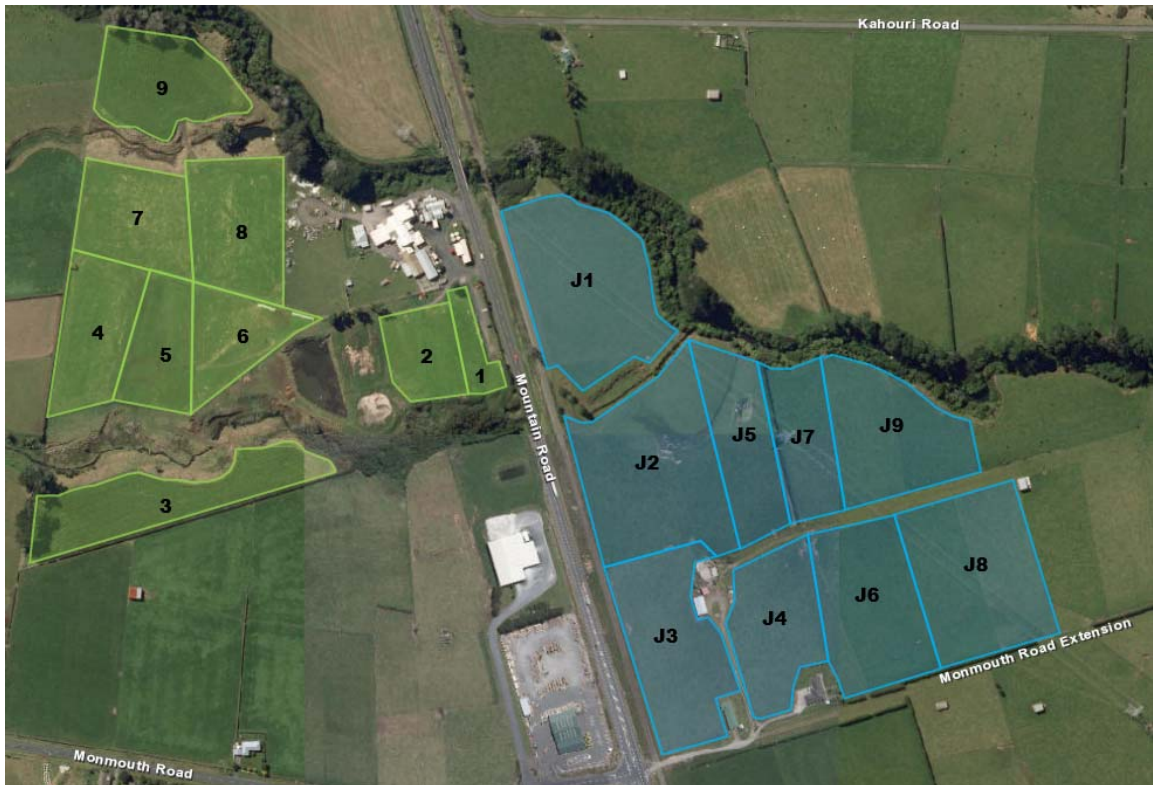 Kahouri Road
9
7
8
J1
4
5
6
2
1
Mountain Road
J2
J5
J7
J9
3
J3
J4
J6
J8
Monmouth Road Extension
Monmouth Road